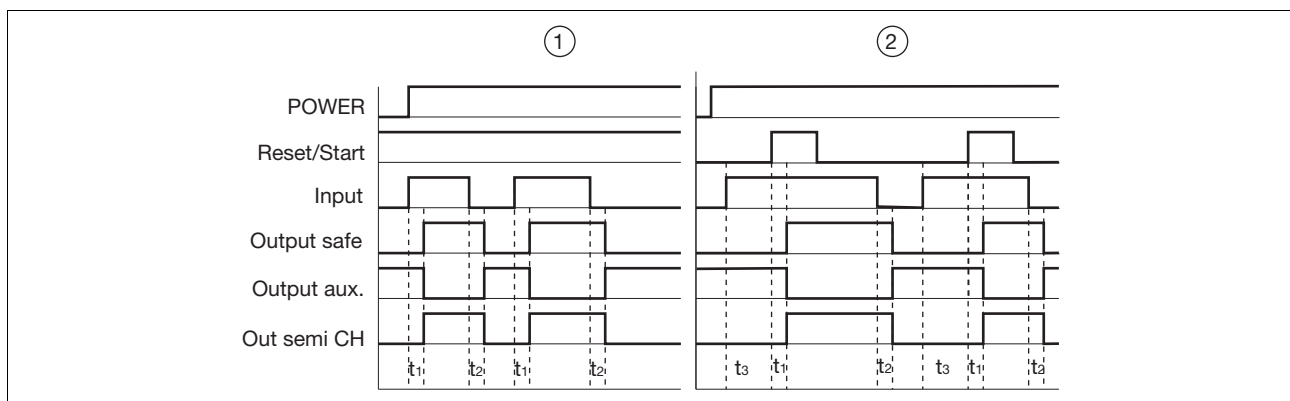 ① ②
POWER
Reset/Start
Input
Output safe
Output aux.
Out semi CH
t1 t2 t1 t2 t3 t1 t2 t3 t1 t2